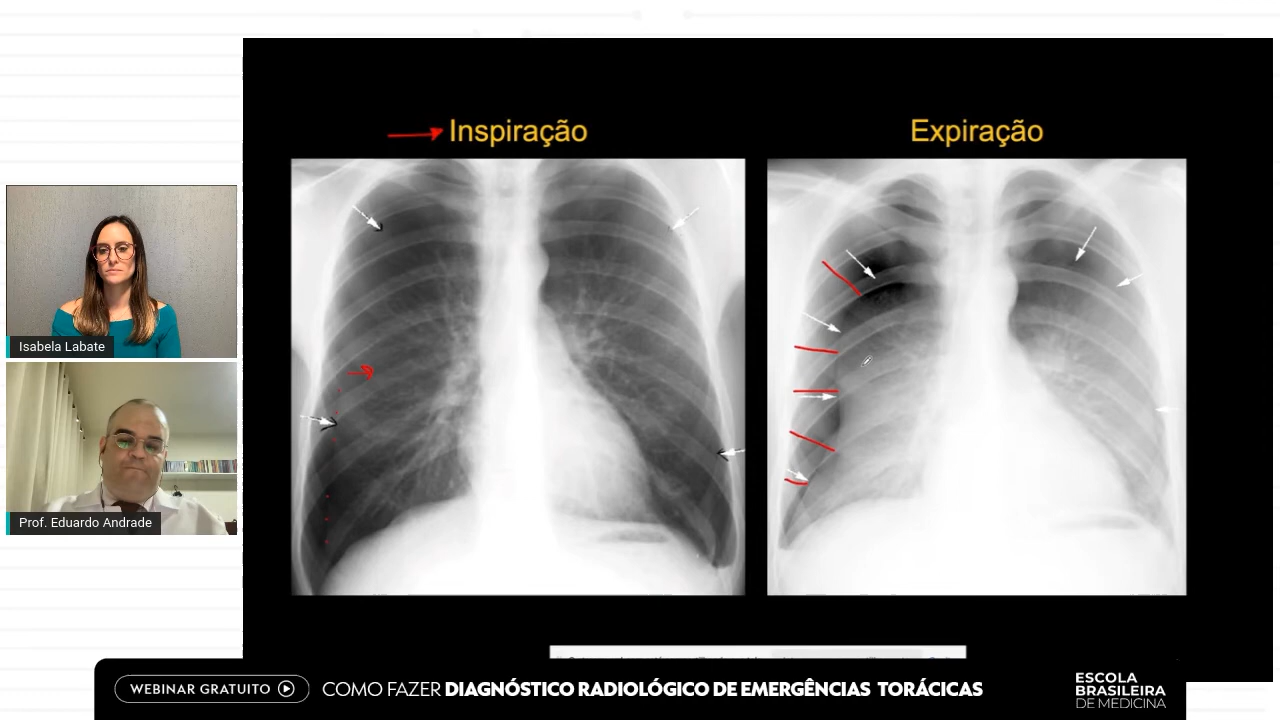 Inspiração
Expiração
Isabela Labate
Prof. Eduardo Andrade
WEBINAR GRATUITO
COMO FAZER DIAGNÓSTICO RADIOLÓGICO DE EMERGÊNCIAS TORÁCICAS
ESCOLA
BRASILEIRA
DE MEDICINA